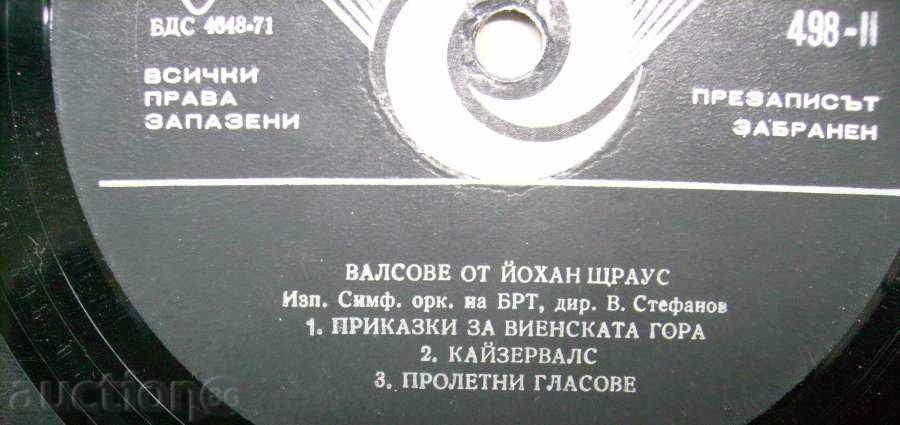 БДС 4648-71
498-II
ВСИЧКИ
ПРАВА
ЗАПАЗЕНИ
ПРЕЗАПИСЪТ
ЗАБРАНЕН
ВАЛСОВЕ ОТ ЙОХАН ЩРАУС
Изп. Симф. орк. на БРТ, дир. В. Стефанов
1. ПРИКАЗКИ ЗА ВИЕНСКАТА ГОРА
2. КАЙЗЕРВАЛС
3. ПРОЛЕТНИ ГЛАСОВЕ
auction